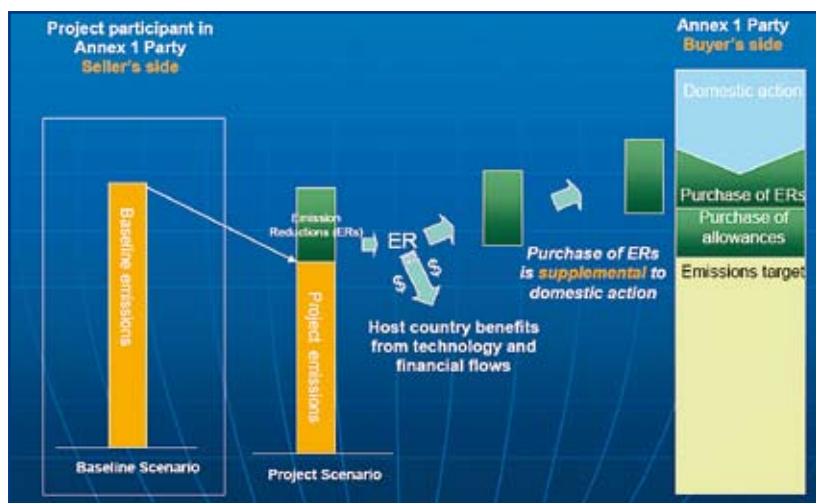 Project participant in
Annex 1 Party
Seller's side
Baseline emissions
Baseline Scenario
Emission
Reductions (ERs)
Project emissions
Project Scenario
ER
$
$
Host country benefits
from technology and
financial flows
Purchase of ERs
is supplemental to
domestic action
Annex 1 Party
Buyer's side
Domestic action
Purchase of ERs
Purchase of
allowances
Emissions target